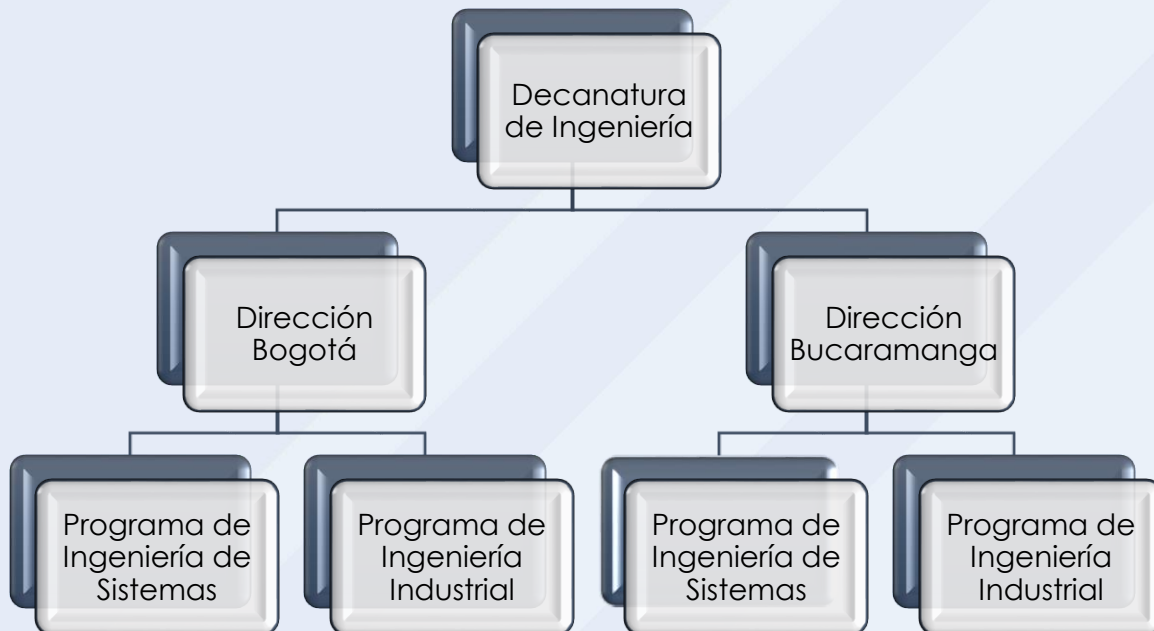 Decanatura
de Ingeniería
Dirección
Bogotá
Dirección
Bucaramanga
Programa de
Ingeniería de
Sistemas
Programa de
Ingeniería
Industrial
Programa de
Ingeniería de
Sistemas
Programa de
Ingeniería
Industrial